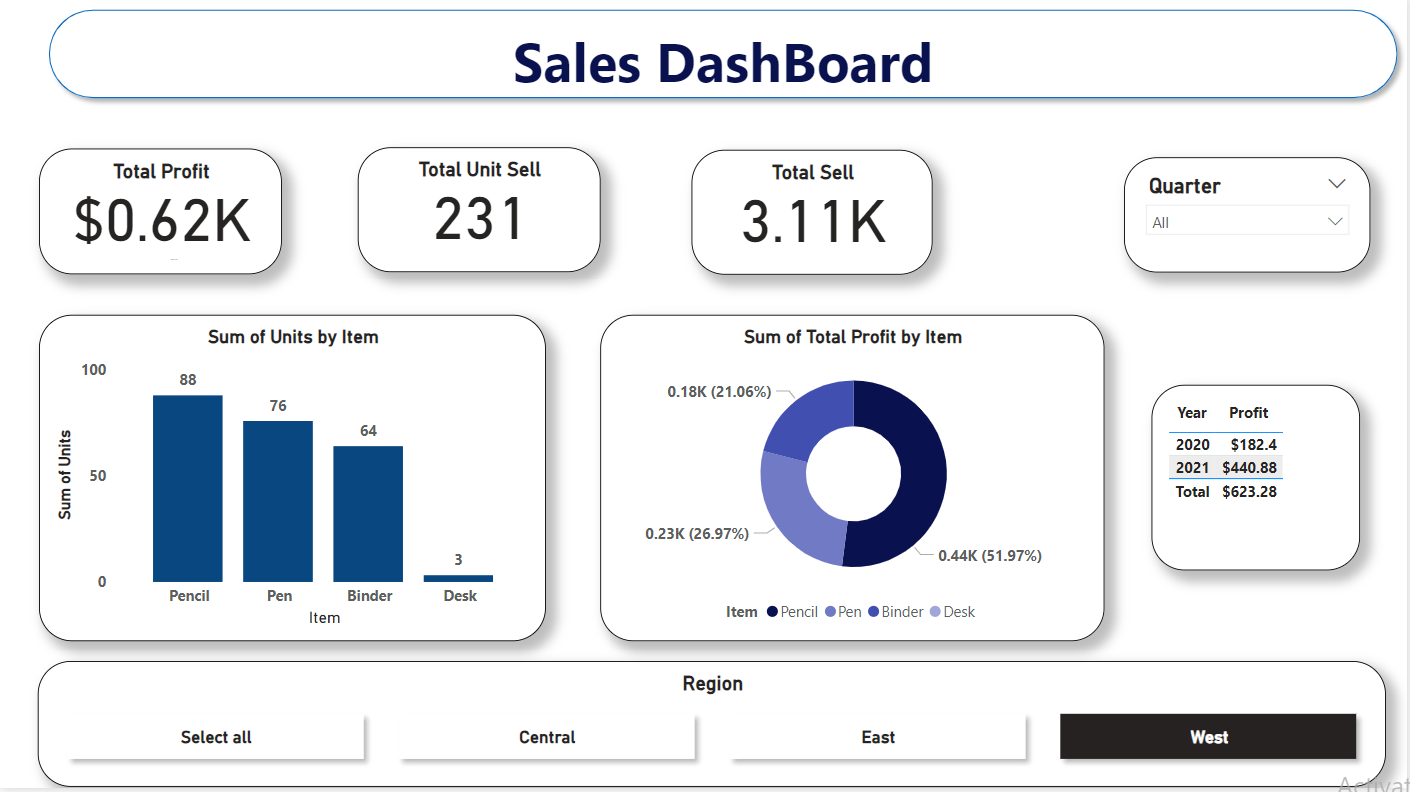 Sales DashBoard
Total Profit
$0.62K
Total Unit Sell
231
Total Sell
3.11K
Quarter
All
Sum of Units by Item
100
50
0
Sum of Units
88
76
64
3
Pencil Pen Binder Desk
Item
Sum of Total Profit by Item
0.18K (21.06%)
0.23K (26.97%)
0.44K (51.97%)
Item Pencil Pen Binder Desk
Year Profit
2020 $182.4
2021 $440.88
Total $623.28
Region
Select all Central East West